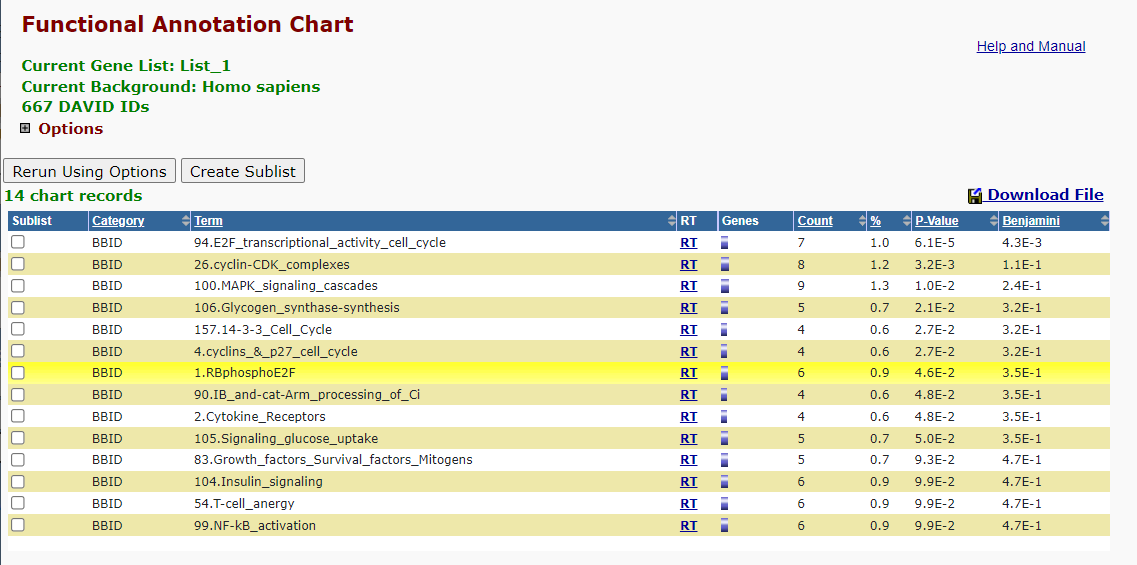 Functional Annotation Chart
Help and Manual
Current Gene List: List_1
Current Background: Homo sapiens
667 DAVID IDs
Options
Rerun Using Options Create Sublist
14 chart records Download File
Sublist Category Term RT Genes Count % P-Value Benjamini
BBID 94.E2F_transcriptional_activity_cell_cycle RT 7 1.0 6.1E-5 4.3E-3
BBID 26.cyclin-CDK_complexes RT 8 1.2 3.2E-3 1.1E-1
BBID 100.MAPK_signaling_cascades RT 9 1.3 1.0E-2 2.4E-1
BBID 106.Glycogen_synthase-synthesis RT 5 0.7 2.1E-2 3.2E-1
BBID 157.14-3-3_Cell_Cycle RT 4 0.6 2.7E-2 3.2E-1
BBID 4.cyclins_&_p27_cell_cycle RT 4 0.6 2.7E-2 3.2E-1
BBID 1.RBphosphoE2F RT 6 0.9 4.6E-2 3.5E-1
BBID 90.IB_and-cat-Arm_processing_of_Ci RT 4 0.6 4.8E-2 3.5E-1
BBID 2.Cytokine_Receptors RT 4 0.6 4.8E-2 3.5E-1
BBID 105.Signaling_glucose_uptake RT 5 0.7 5.0E-2 3.5E-1
BBID 83.Growth_factors_Survival_factors_Mitogens RT 5 0.7 9.3E-2 4.7E-1
BBID 104.Insulin_signaling RT 6 0.9 9.9E-2 4.7E-1
BBID 54.T-cell_anergy RT 6 0.9 9.9E-2 4.7E-1
BBID 99.NF-kB_activation RT 6 0.9 9.9E-2 4.7E-1